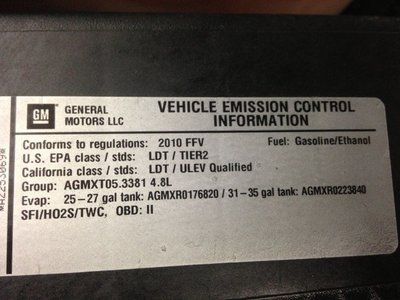 GM GENERAL MOTORS LLC
VEHICLE EMISSION CONTROL INFORMATION
Conforms to regulations: 2010 FFV Fuel: Gasoline/Ethanol
U.S. EPA class / stds: LDT / TIER2
California class / stds: LDT / ULEV Qualified
Group: AGMXT05.3381 4.8L
Evap: 25-27 gal tank: AGMXR0176820 / 31-35 gal tank: AGMXR0223840
SFI/HO2S/TWC, OBD: II